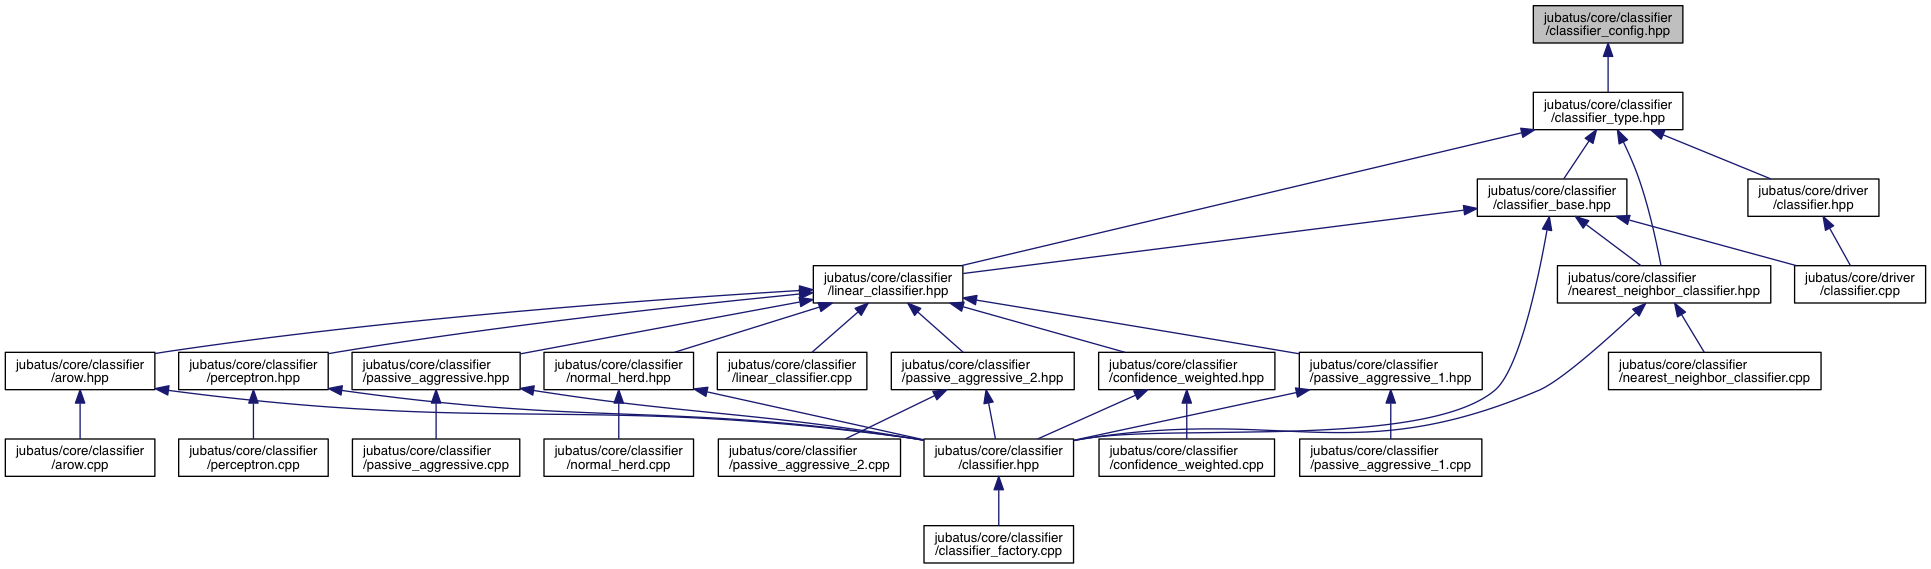 jubatus/core/classifier
/classifier_config.hpp
jubatus/core/classifier
/classifier_type.hpp
jubatus/core/classifier
/classifier_base.hpp
jubatus/core/driver
/classifier.hpp
jubatus/core/classifier
/linear_classifier.hpp
jubatus/core/classifier
/nearest_neighbor_classifier.hpp
jubatus/core/driver
/classifier.cpp
jubatus/core/classifier
/arow.hpp
jubatus/core/classifier
/perceptron.hpp
jubatus/core/classifier
/passive_aggressive.hpp
jubatus/core/classifier
/normal_herd.hpp
jubatus/core/classifier
/linear_classifier.cpp
jubatus/core/classifier
/passive_aggressive_2.hpp
jubatus/core/classifier
/confidence_weighted.hpp
jubatus/core/classifier
/passive_aggressive_1.hpp
jubatus/core/classifier
/nearest_neighbor_classifier.cpp
jubatus/core/classifier
/arow.cpp
jubatus/core/classifier
/perceptron.cpp
jubatus/core/classifier
/passive_aggressive.cpp
jubatus/core/classifier
/normal_herd.cpp
jubatus/core/classifier
/passive_aggressive_2.cpp
jubatus/core/classifier
/classifier.hpp
jubatus/core/classifier
/confidence_weighted.cpp
jubatus/core/classifier
/passive_aggressive_1.cpp
jubatus/core/classifier
/classifier_factory.cpp